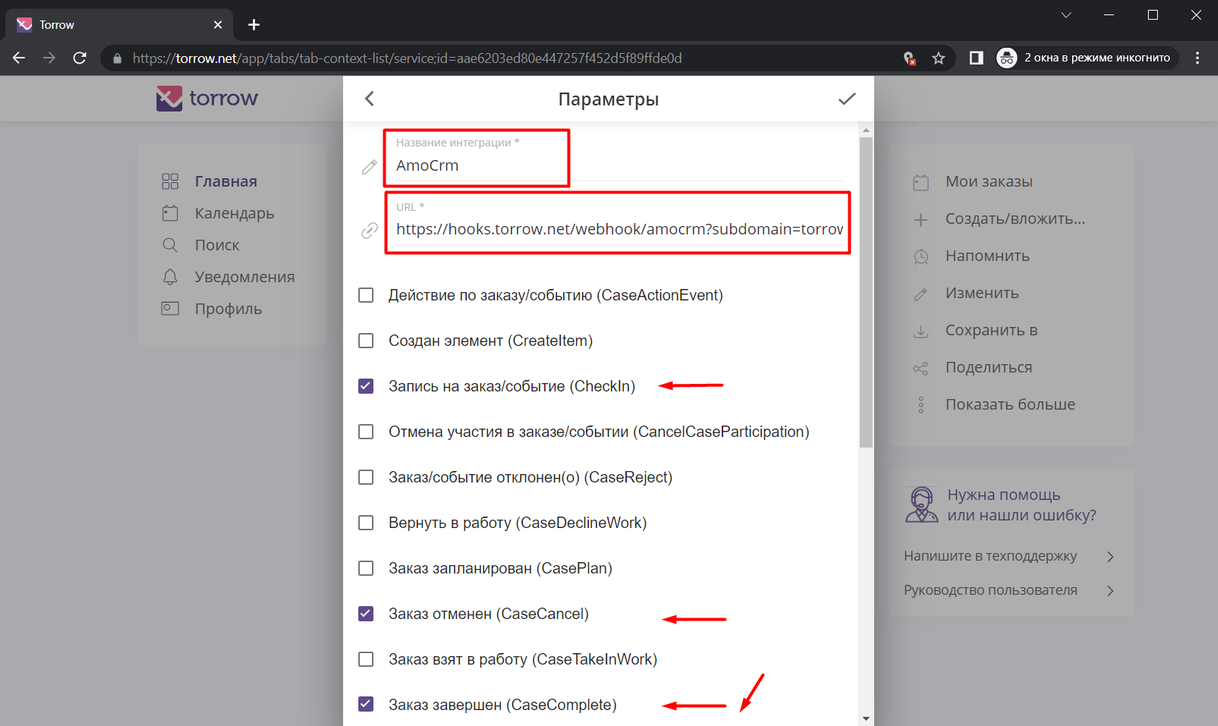 Torrow
https://torrow.net/app/tabs/tab-context-list/service;id=aae6203ed80e447257f452d5f89ffde0d
2 окна в режиме инкогнито
torrow
Параметры
Главная
Календарь
Поиск
Уведомления
Профиль
Название интеграции *
AmoCrm
URL *
https://hooks.torrow.net/webhook/amocrm?subdomain=torrow
Действие по заказу/событию (CaseActionEvent)
Создан элемент (CreateItem)
Запись на заказ/событие (CheckIn)
Отмена участия в заказе/событии (CancelCaseParticipation)
Заказ/событие отклонен(о) (CaseReject)
Вернуть в работу (CaseDeclineWork)
Заказ запланирован (CasePlan)
Заказ отменен (CaseCancel)
Заказ взят в работу (CaseTakeInWork)
Заказ завершен (CaseComplete)
Мои заказы
Создать/вложить...
Напомнить
Изменить
Сохранить в
Поделиться
Показать больше
Нужна помощь
или нашли ошибку?
Напишите в техподдержку
Руководство пользователя